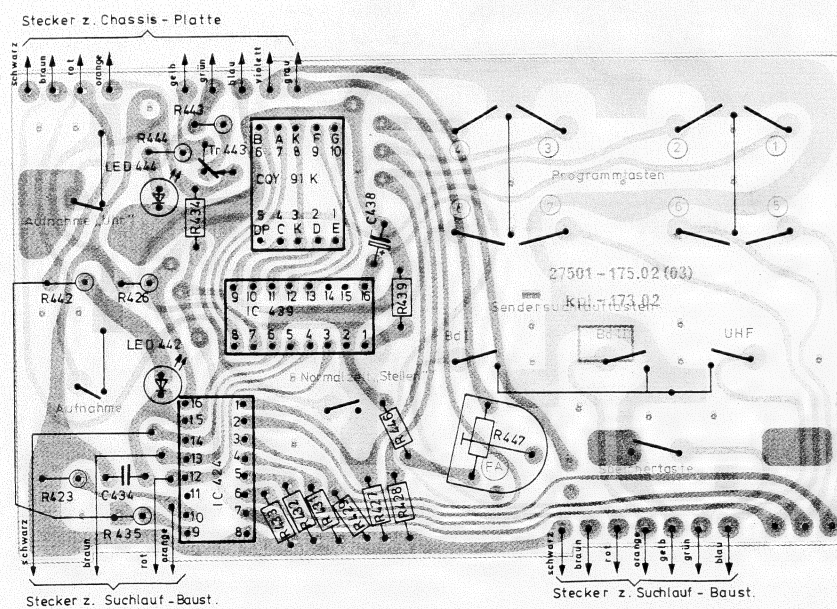 Stecker z. Chassis - Platte
schwarz
braun
rot
orange
gelb
grün
blau
violett
grau
R443
R444
Tr443
LED 444
B A K F G
6 7 8 9 10
CQY 91 K
5 4 3 2 1
DP C K D E
R434
C438
+
Aufnahme „Uhr"
4
3
2
1
Programmtasten
8
7
6
5
27501-175.02 (03)
kpl-173.02
Sendersuchlauftasten
R442
R426
9 10 11 12 13 14 15 16
IC 439
8 7 6 5 4 3 2 1
R439
LED 442
Bd I
Bd III
UHF
& Normalzeit „Stellen"
Aufnahme
16 1
15 2
14 3
13 4
12 5
11 6
10 7
9 8
IC 424
R446
R447
FA
Speichertaste
R423
C434
R435
R433
R432
R431
R429
R427
R428
schwarz
braun
rot
orange
Stecker z. Suchlauf - Baust.
schwarz
braun
rot
orange
gelb
grün
blau
Stecker z. Suchlauf - Baust.